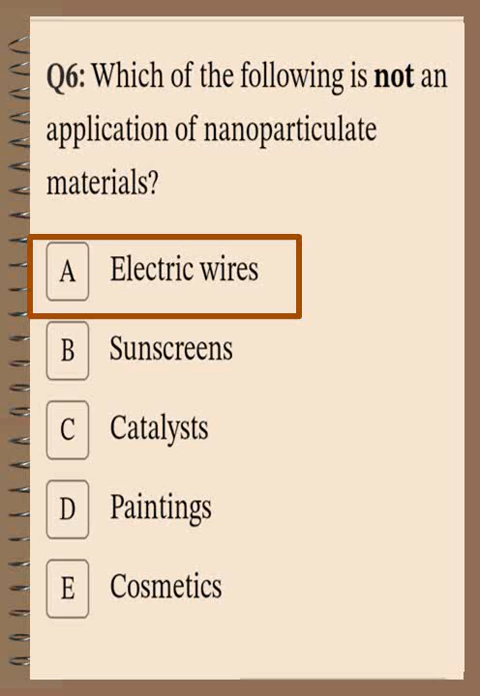 Q6: Which of the following is not an
application of nanoparticulate
materials?
A Electric wires
B Sunscreens
C Catalysts
D Paintings
E Cosmetics